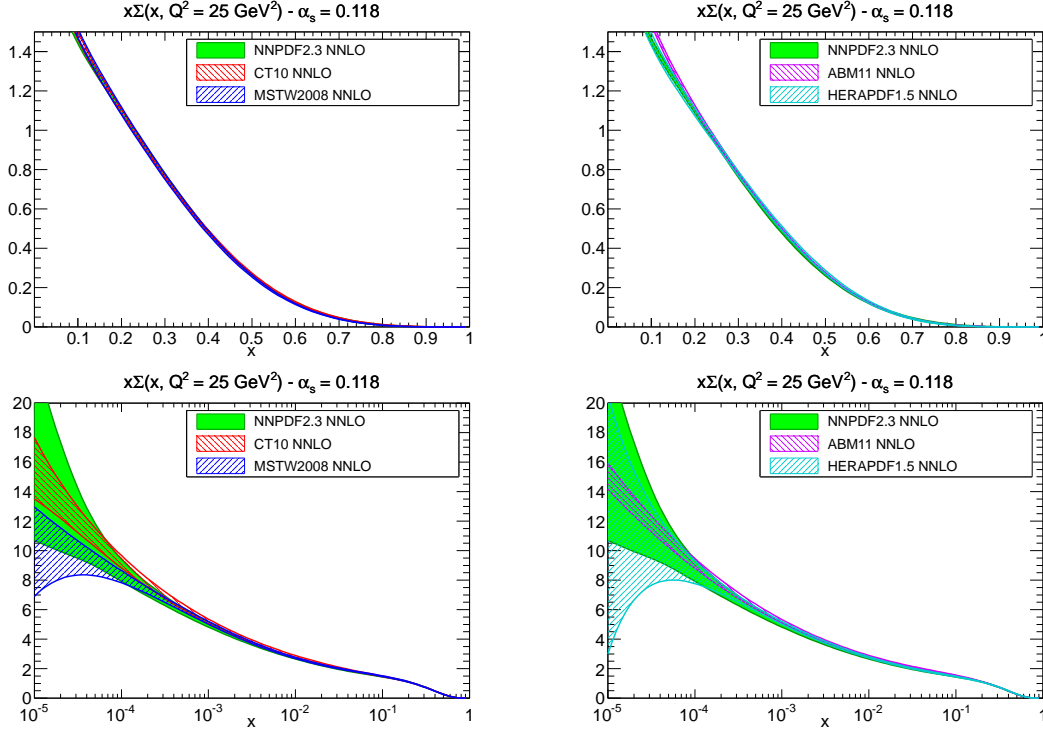 xΣ(x, Q² = 25 GeV²) - αₛ = 0.118
1.4
1.2
1
0.8
0.6
0.4
0.2
0
NNPDF2.3 NNLO
CT10 NNLO
MSTW2008 NNLO
0.1 0.2 0.3 0.4 0.5 0.6 0.7 0.8 0.9 1
x
xΣ(x, Q² = 25 GeV²) - αₛ = 0.118
1.4
1.2
1
0.8
0.6
0.4
0.2
0
NNPDF2.3 NNLO
ABM11 NNLO
HERAPDF1.5 NNLO
0.1 0.2 0.3 0.4 0.5 0.6 0.7 0.8 0.9 1
x
xΣ(x, Q² = 25 GeV²) - αₛ = 0.118
20
18
16
14
12
10
8
6
4
2
0
NNPDF2.3 NNLO
CT10 NNLO
MSTW2008 NNLO
10⁻⁵ 10⁻⁴ 10⁻³ 10⁻² 10⁻¹ 1
x
xΣ(x, Q² = 25 GeV²) - αₛ = 0.118
20
18
16
14
12
10
8
6
4
2
0
NNPDF2.3 NNLO
ABM11 NNLO
HERAPDF1.5 NNLO
10⁻⁵ 10⁻⁴ 10⁻³ 10⁻² 10⁻¹ 1
x